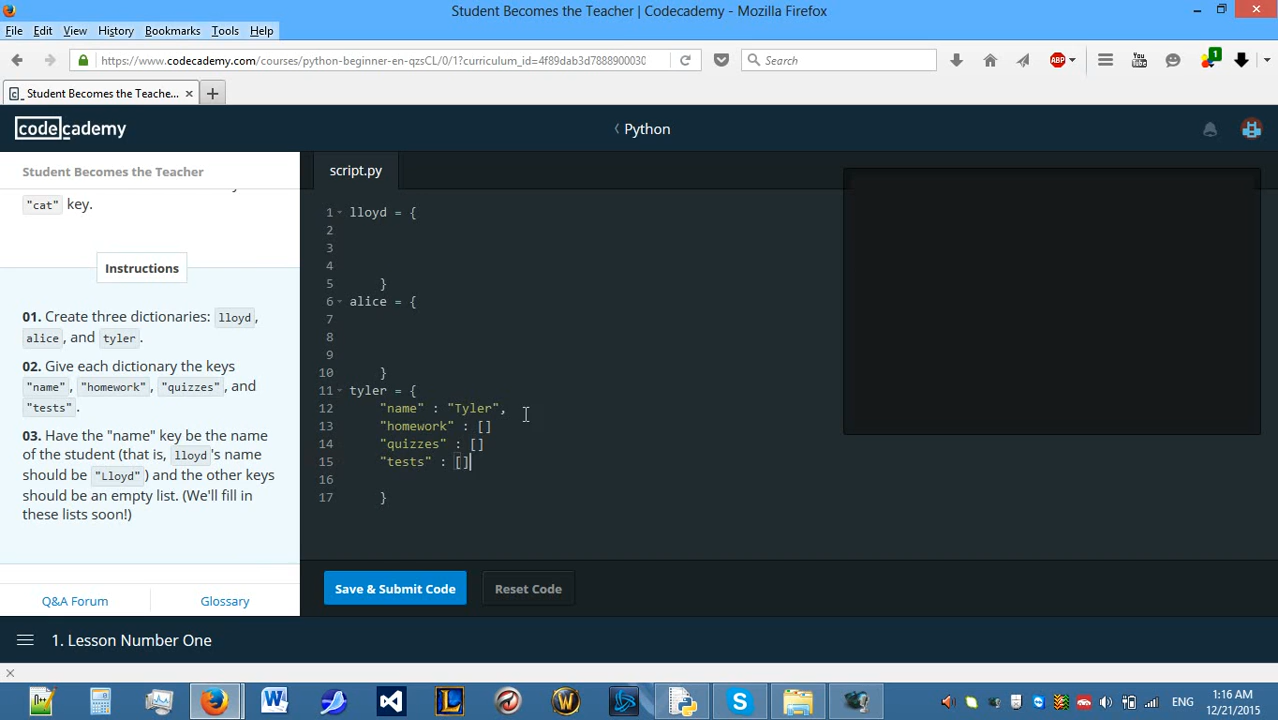 Student Becomes the Teacher | Codecademy - Mozilla Firefox
File Edit View History Bookmarks Tools Help
https://www.codecademy.com/courses/python-beginner-en-qzsCL/0/1?curriculum_id=4f89dab3d7888900030 Search ABP You Tube 1
Student Becomes the Teache...
codecademy
Python
Student Becomes the Teacher
script.py
"cat" key.
Instructions
01. Create three dictionaries: lloyd,
alice, and tyler.
02. Give each dictionary the keys
"name", "homework", "quizzes", and
"tests".
03. Have the "name" key be the name
of the student (that is, lloyd's name
should be "Lloyd") and the other keys
should be an empty list. (We'll fill in
these lists soon!)
Q&A Forum Glossary
1 lloyd = {
2
3
4
5 }
6 alice = {
7
8
9
10 }
11 tyler = {
12 "name" : "Tyler",
13 "homework" : []
14 "quizzes" : []
15 "tests" : []
16
17 }
Save & Submit Code Reset Code
1. Lesson Number One
ENG
1:16 AM
12/21/2015